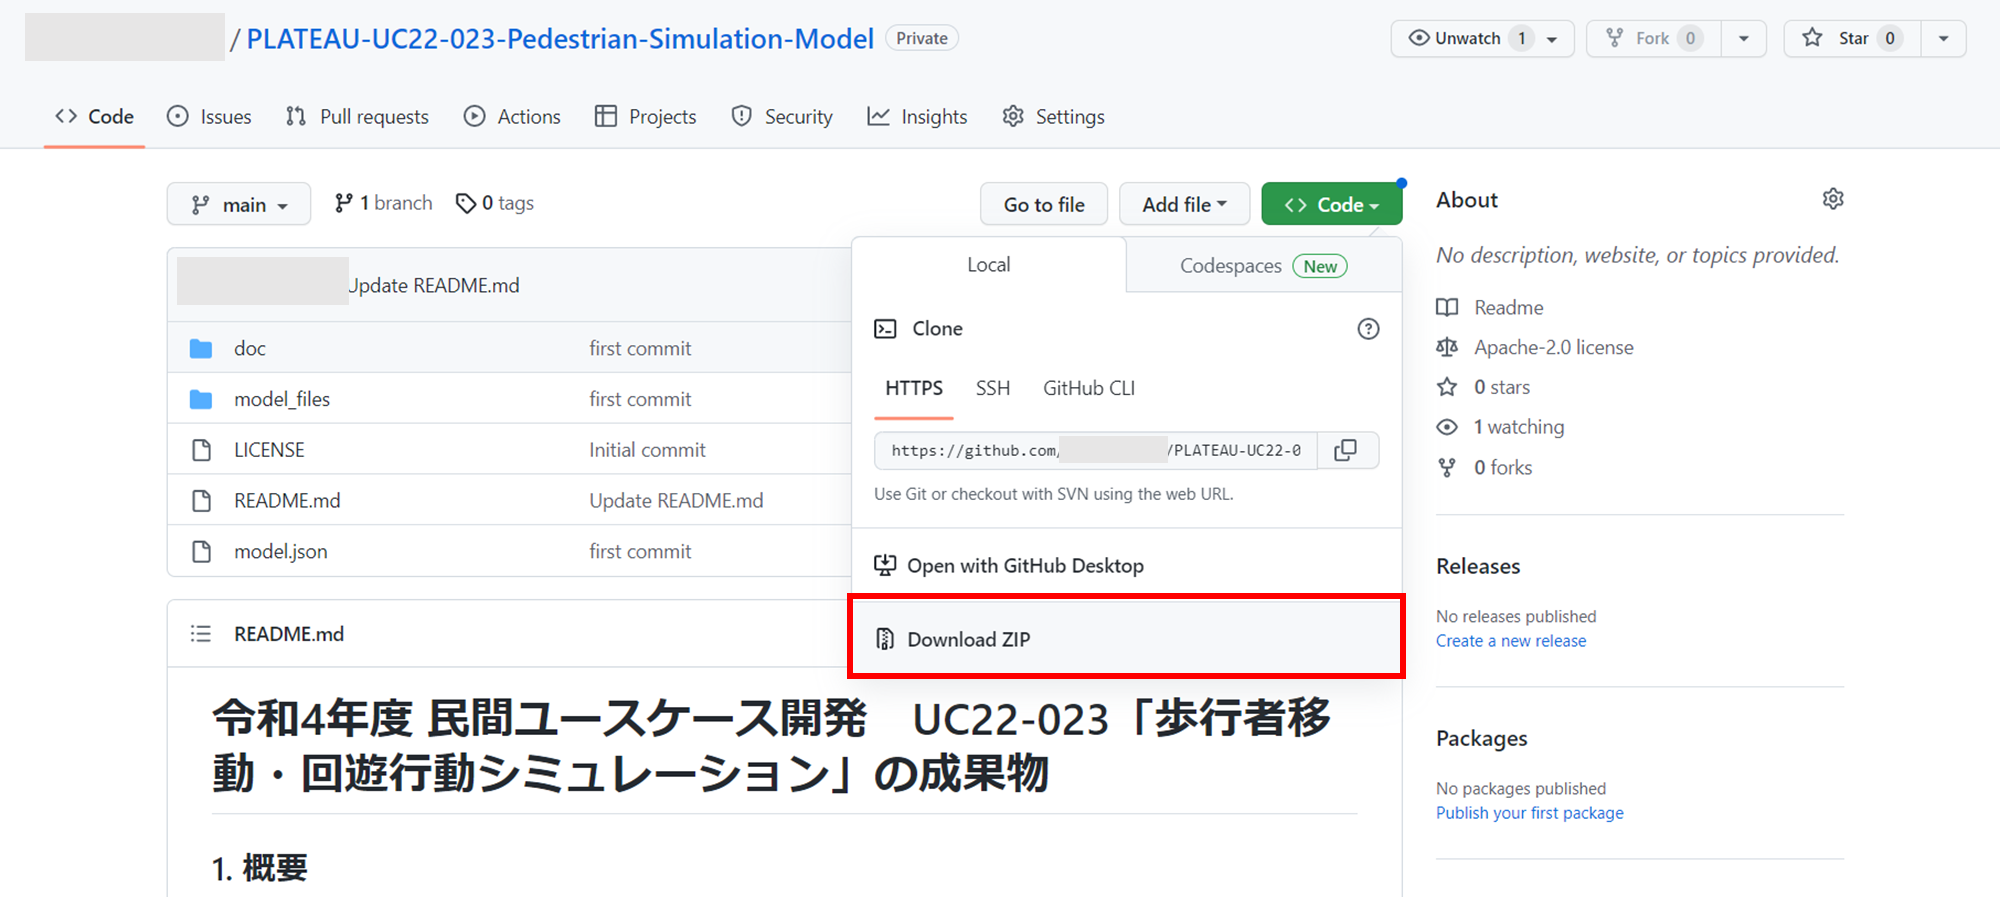 / PLATEAU-UC22-023-Pedestrian-Simulation-Model Private
Unwatch 1
Fork 0
Star 0
Code Issues Pull requests Actions Projects Security Insights Settings
main 1 branch 0 tags
Go to file Add file Code
Update README.md
doc first commit
model_files first commit
LICENSE Initial commit
README.md Update README.md
model.json first commit
Local Codespaces New
Clone
HTTPS SSH GitHub CLI
https://github.com/ /PLATEAU-UC22-0
Use Git or checkout with SVN using the web URL.
Open with GitHub Desktop
Download ZIP
README.md
令和4年度 民間ユースケース開発　UC22-023「歩行者移
動・回遊行動シミュレーション」の成果物
1. 概要
About
No description, website, or topics provided.
Readme
Apache-2.0 license
0 stars
1 watching
0 forks
Releases
No releases published
Create a new release
Packages
No packages published
Publish your first package